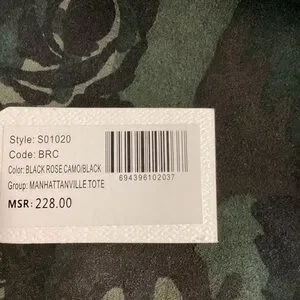 Style: S01020
Code: BRC
Color: BLACK ROSE CAMO/BLACK
Group: MANHATTANVILLE TOTE
MSR: 228.00
694396102037